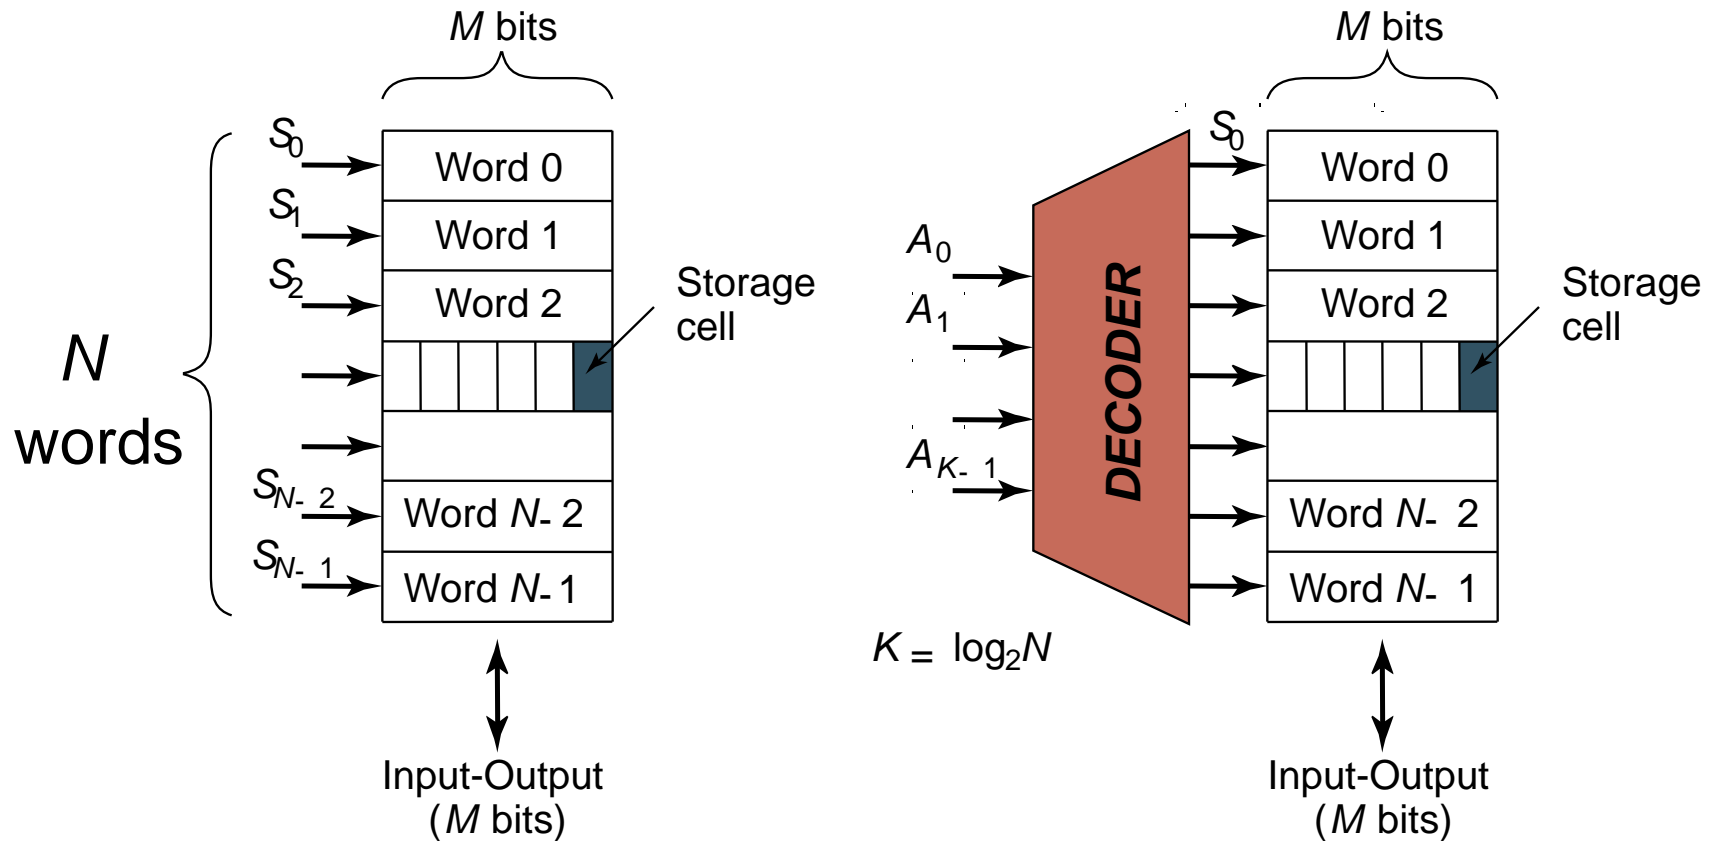 M bits
S0
Word 0
S1
Word 1
S2
Word 2
Storage
cell
N
words
SN- 2
Word N- 2
SN- 1
Word N- 1
Input-Output
(M bits)
M bits
S0
Word 0
A0
Word 1
A1
Word 2
Storage
cell
DECODER
AK- 1
Word N- 2
Word N- 1
K = log2N
Input-Output
(M bits)